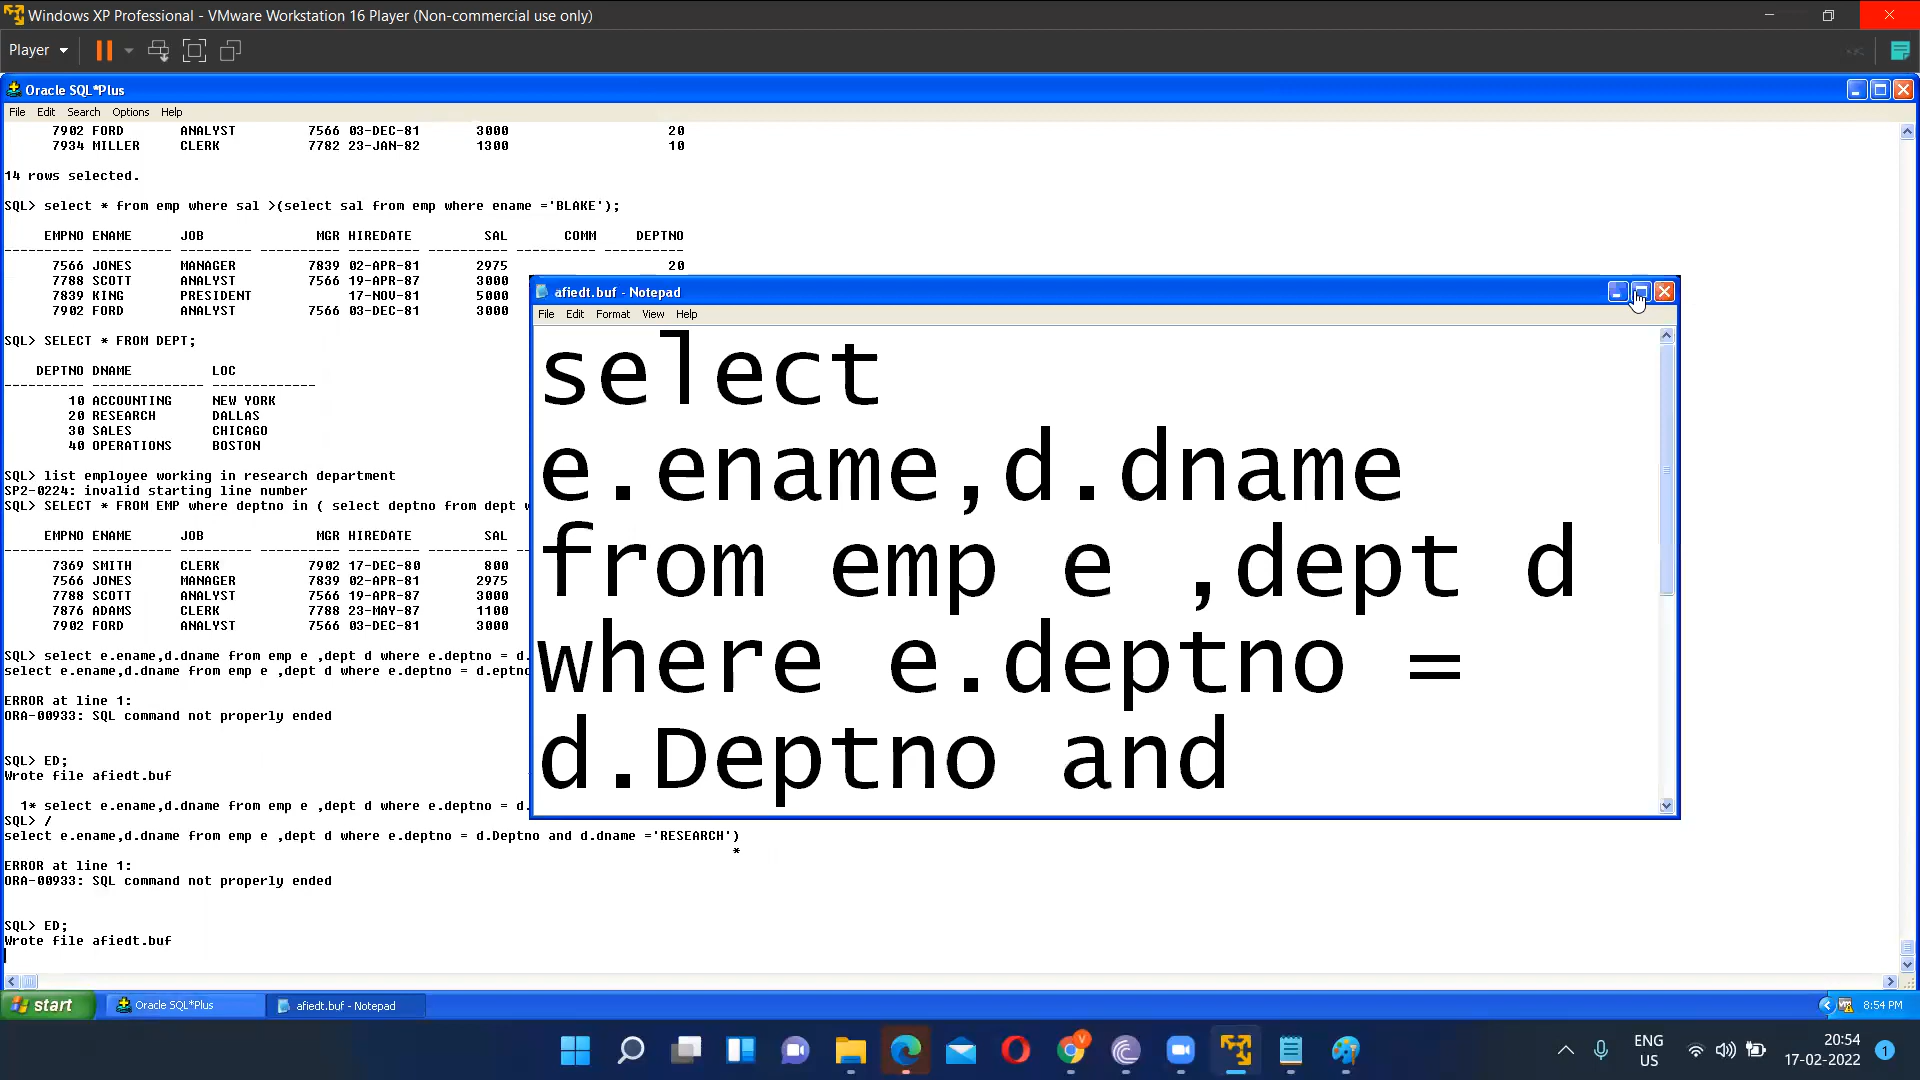 Windows XP Professional - VMware Workstation 16 Player (Non-commercial use only)
Player
Oracle SQL*Plus
File Edit Search Options Help
7902 FORD ANALYST 7566 03-DEC-81 3000 20
7934 MILLER CLERK 7782 23-JAN-82 1300 10
14 rows selected.
SQL> select * from emp where sal >(select sal from emp where ename ='BLAKE');
EMPNO ENAME JOB MGR HIREDATE SAL COMM DEPTNO
---------- ---------- --------- ---------- --------- ---------- ---------- ----------
7566 JONES MANAGER 7839 02-APR-81 2975 20
7788 SCOTT ANALYST 7566 19-APR-87 3000
7839 KING PRESIDENT 17-NOV-81 5000
7902 FORD ANALYST 7566 03-DEC-81 3000
SQL> SELECT * FROM DEPT;
DEPTNO DNAME LOC
---------- -------------- -------------
10 ACCOUNTING NEW YORK
20 RESEARCH DALLAS
30 SALES CHICAGO
40 OPERATIONS BOSTON
SQL> list employee working in research department
SP2-0224: invalid starting line number
SQL> SELECT * FROM EMP where deptno in ( select deptno from dept
EMPNO ENAME JOB MGR HIREDATE SAL
---------- ---------- --------- ---------- --------- ----------
7369 SMITH CLERK 7902 17-DEC-80 800
7566 JONES MANAGER 7839 02-APR-81 2975
7788 SCOTT ANALYST 7566 19-APR-87 3000
7876 ADAMS CLERK 7788 23-MAY-87 1100
7902 FORD ANALYST 7566 03-DEC-81 3000
SQL> select e.ename,d.dname from emp e ,dept d where e.deptno = d.
select e.ename,d.dname from emp e ,dept d where e.deptno = d.eptno
ERROR at line 1:
ORA-00933: SQL command not properly ended
SQL> ED;
Wrote file afiedt.buf
1* select e.ename,d.dname from emp e ,dept d where e.deptno = d.
SQL> /
select e.ename,d.dname from emp e ,dept d where e.deptno = d.Deptno and d.dname ='RESEARCH')
*
ERROR at line 1:
ORA-00933: SQL command not properly ended
SQL> ED;
Wrote file afiedt.buf
afiedt.buf - Notepad
File Edit Format View Help
select
e.ename,d.dname
from emp e ,dept d
where e.deptno =
d.Deptno and
start
Oracle SQL*Plus
afiedt.buf - Notepad
8:54 PM
ENG
US
20:54
17-02-2022
1